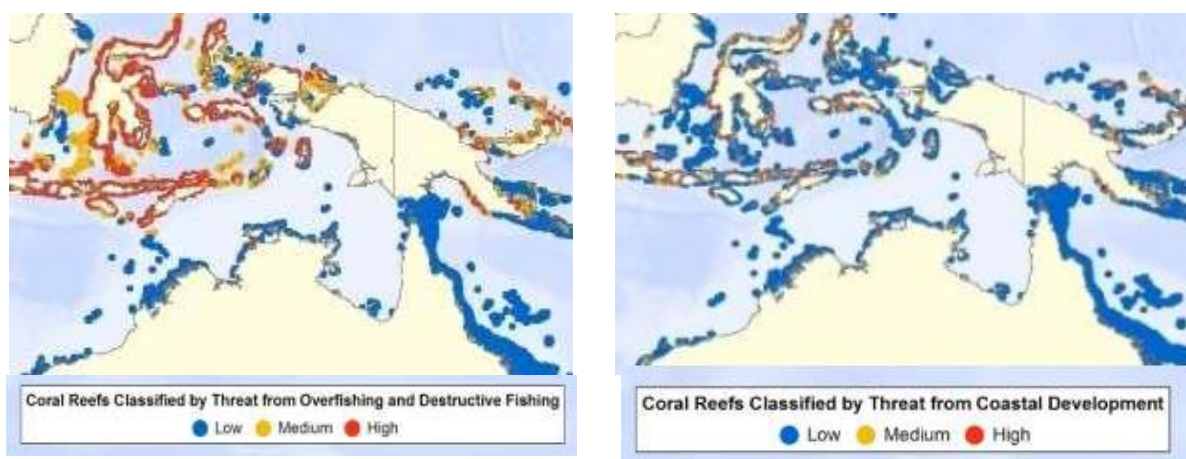 Coral Reefs Classified by Threat from Overfishing and Destructive Fishing
Low Medium High
Coral Reefs Classified by Threat from Coastal Development
Low Medium High